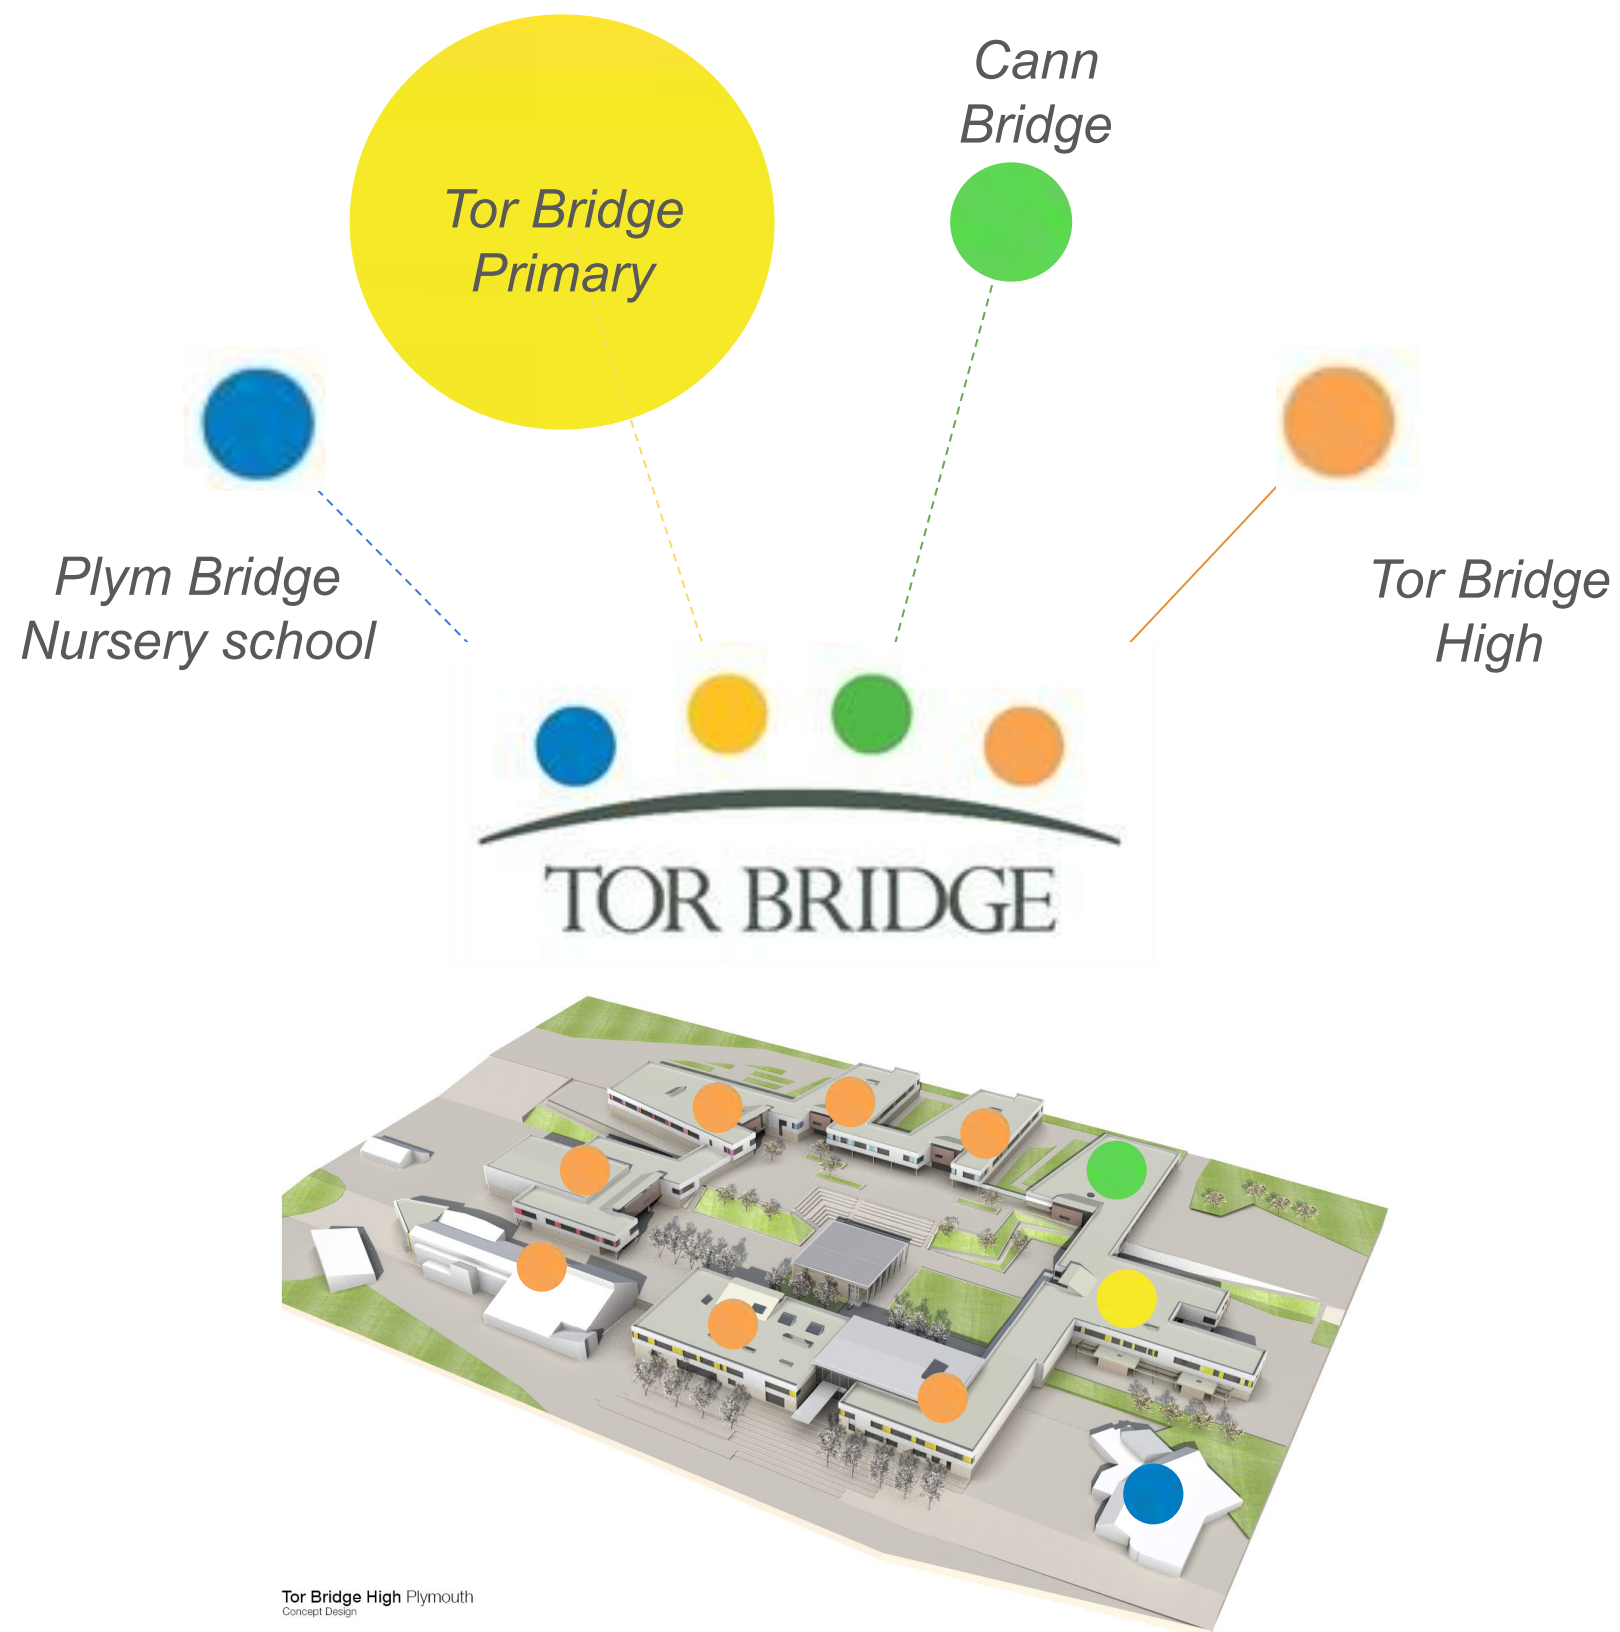 Cann
Bridge
Tor Bridge
Primary
Plym Bridge
Nursery school
Tor Bridge
High
TOR BRIDGE
Tor Bridge High Plymouth
Concept Design